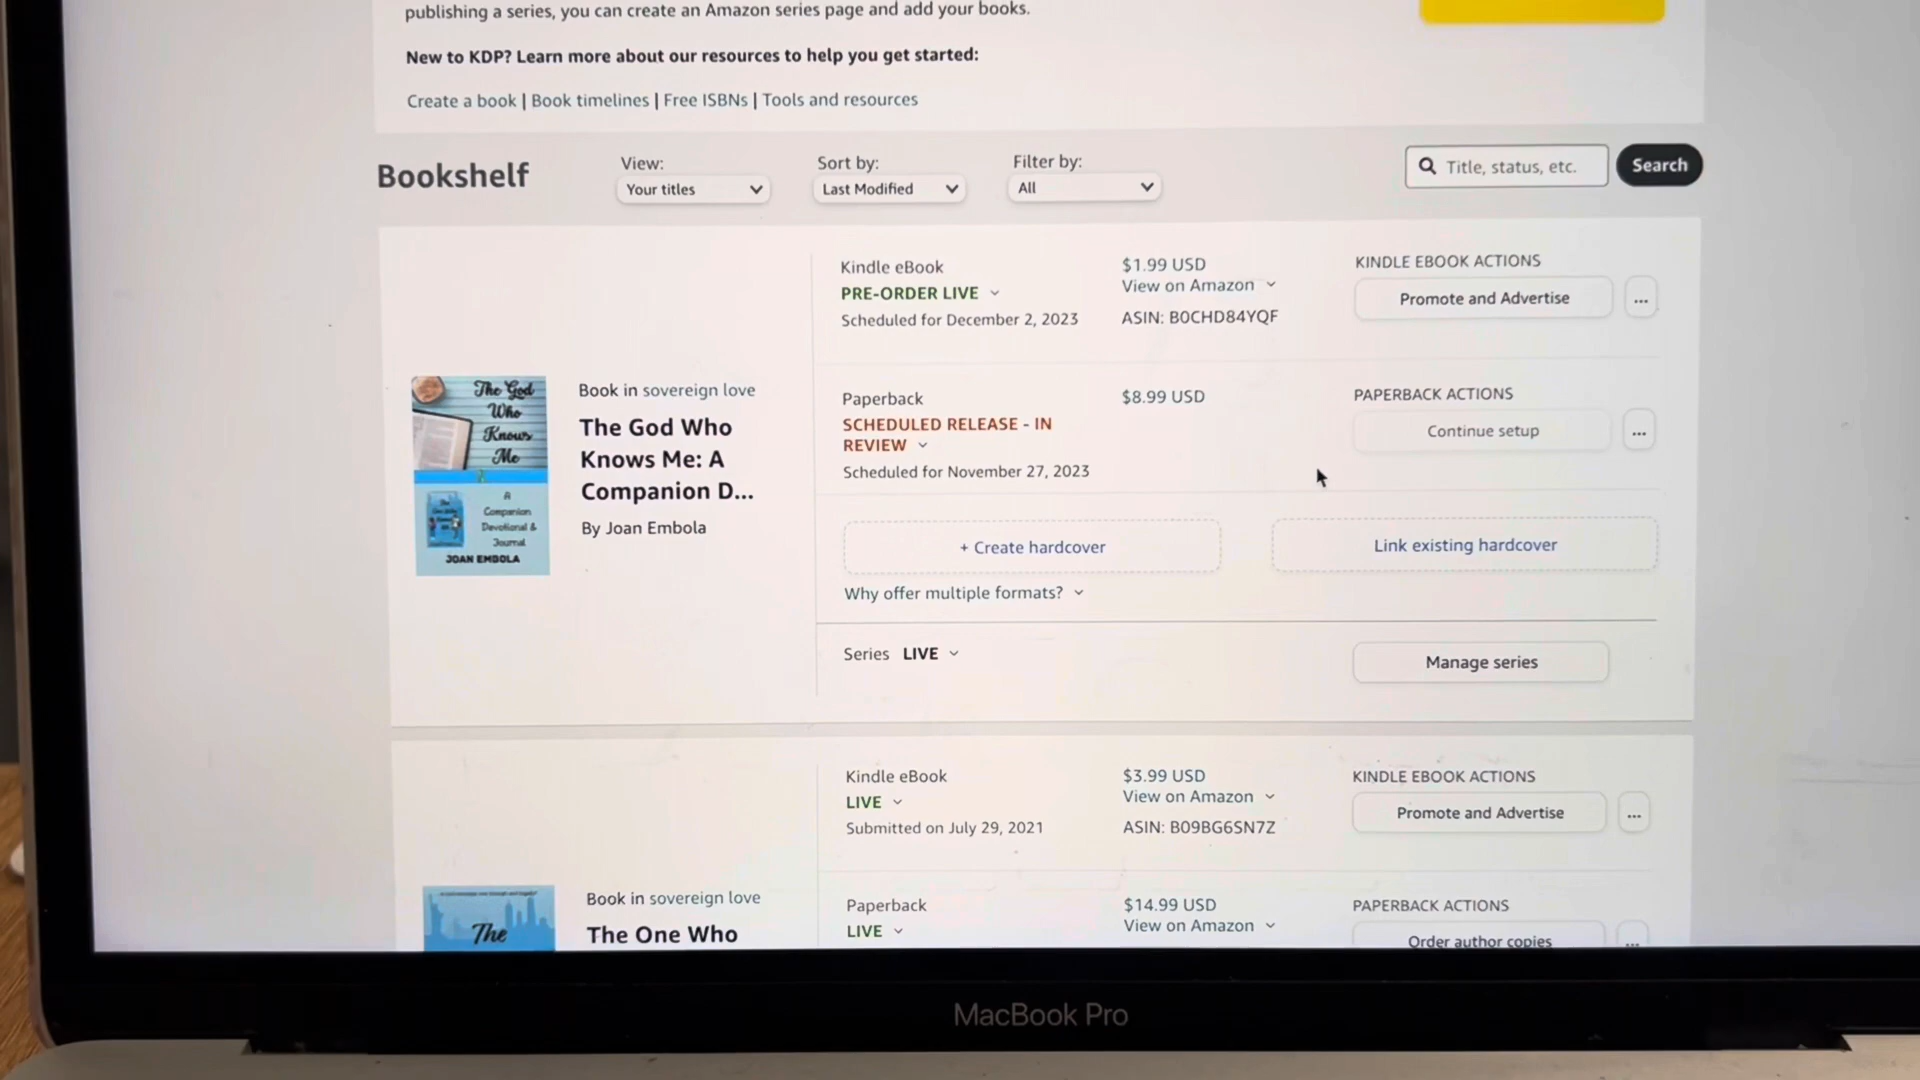 publishing a series, you can create an Amazon series page and add your books.
New to KDP? Learn more about our resources to help you get started:
Create a book | Book timelines | Free ISBNs | Tools and resources
Bookshelf
View:
Your titles
Sort by:
Last Modified
Filter by:
All
Title, status, etc.
Search
The God
Who
Knows
Me
A
Companion
Devotional &
Journal
JOAN EMBOLA
Book in sovereign love
The God Who
Knows Me: A
Companion D...
By Joan Embola
Kindle eBook
PRE-ORDER LIVE
Scheduled for December 2, 2023
$1.99 USD
View on Amazon
ASIN: B0CHD84YQF
KINDLE EBOOK ACTIONS
Promote and Advertise
...
Paperback
SCHEDULED RELEASE - IN
REVIEW
Scheduled for November 27, 2023
$8.99 USD
PAPERBACK ACTIONS
Continue setup
...
+ Create hardcover
Link existing hardcover
Why offer multiple formats?
Series LIVE
Manage series
The
Book in sovereign love
The One Who
Kindle eBook
LIVE
Submitted on July 29, 2021
$3.99 USD
View on Amazon
ASIN: B09BG6SN7Z
KINDLE EBOOK ACTIONS
Promote and Advertise
...
Paperback
LIVE
$14.99 USD
View on Amazon
PAPERBACK ACTIONS
Order author copies
...
MacBook Pro